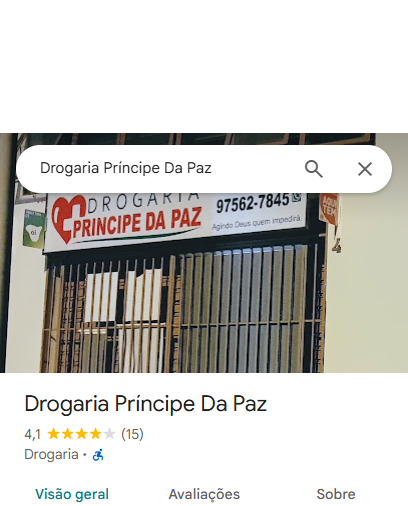 Drogaria Príncipe Da Paz
DROGARIA
PRINCIPE DA PAZ
97562-7845
Agindo Deus quem impedirá.
AQUI
TEM
Drogaria Príncipe Da Paz
4,1 (15)
Drogaria ·
Visão geral
Avaliações
Sobre